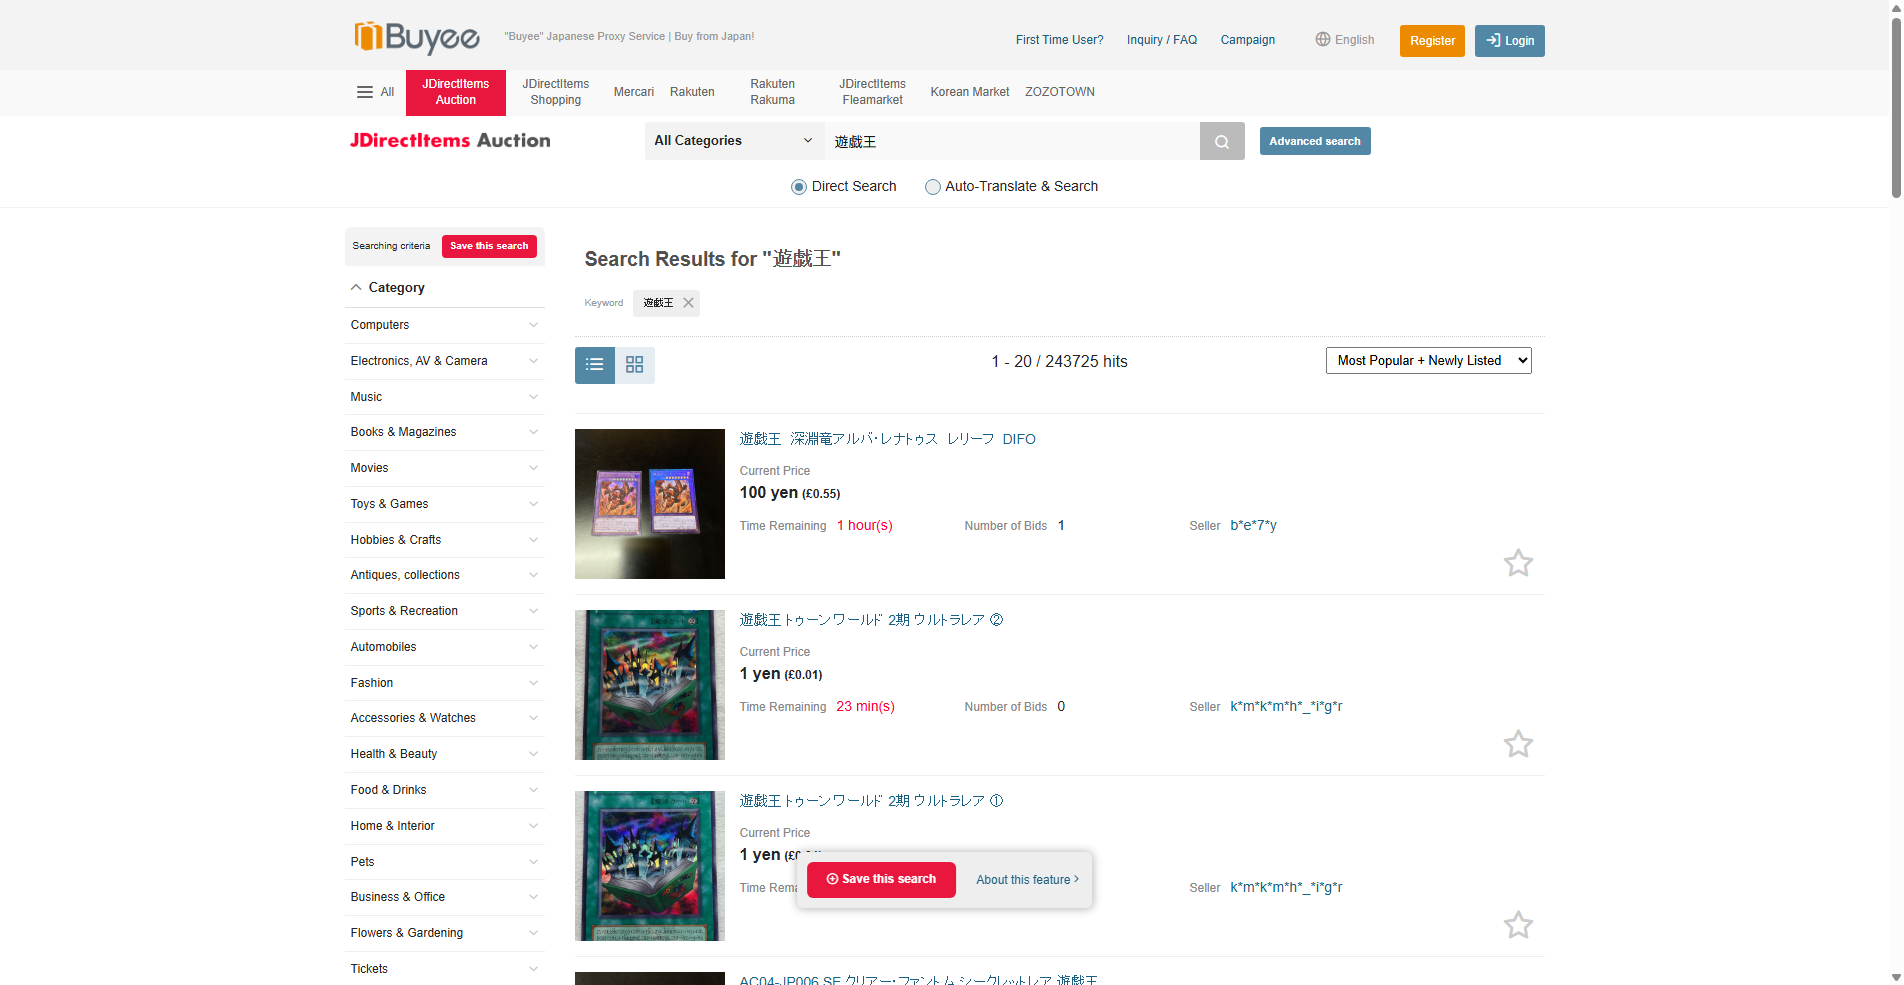 Buyee
"Buyee" Japanese Proxy Service | Buy from Japan!
First Time User?
Inquiry / FAQ
Campaign
English
Register
Login
All
JDirectItems
Auction
JDirectItems
Shopping
Mercari
Rakuten
Rakuten
Rakuma
JDirectItems
Fleamarket
Korean Market
ZOZOTOWN
JDirectItems Auction
All Categories
遊戯王
Advanced search
Direct Search
Auto-Translate & Search
Searching criteria
Save this search
Category
Computers
Electronics, AV & Camera
Music
Books & Magazines
Movies
Toys & Games
Hobbies & Crafts
Antiques, collections
Sports & Recreation
Automobiles
Fashion
Accessories & Watches
Health & Beauty
Food & Drinks
Home & Interior
Pets
Business & Office
Flowers & Gardening
Tickets
Search Results for "遊戯王"
Keyword
遊戯王
1 - 20 / 243725 hits
Most Popular + Newly Listed
遊戯王 深淵竜アルバ・レナトゥス レリーフ DIFO
Current Price
100 yen (£0.55)
Time Remaining 1 hour(s)
Number of Bids 1
Seller b*e*7*y
遊戯王 トゥーンワールド 2期 ウルトラレア ②
Current Price
1 yen (£0.01)
Time Remaining 23 min(s)
Number of Bids 0
Seller k*m*k*m*h*_*i*g*r
遊戯王 トゥーンワールド 2期 ウルトラレア ①
Current Price
1 yen
Time
Seller k*m*k*m*h*_*i*g*r
Save this search
About this feature
AC04-JP006 SE クリアー・ファントム シークレットレア 遊戯王